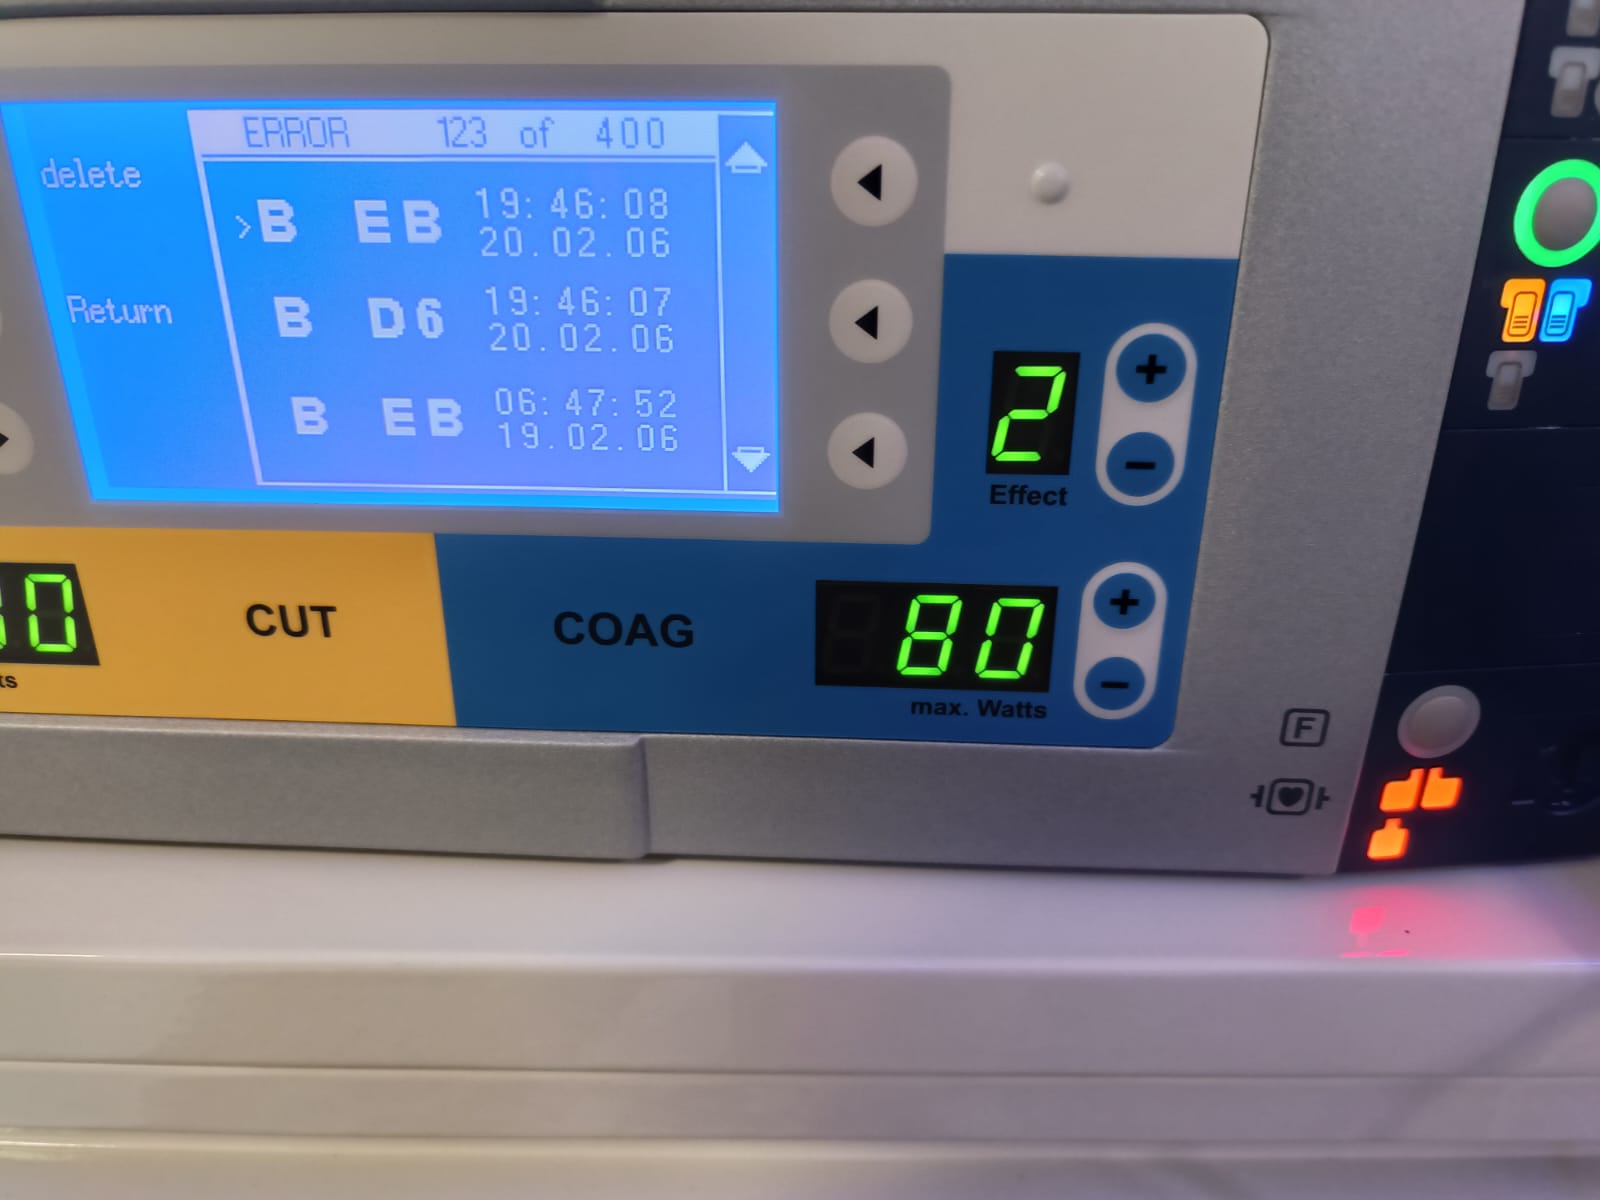 delete
Return
ERROR 123 of 400
>B EB 19:46:08
20.02.06
B D6 19:46:07
20.02.06
B EB 06:47:52
19.02.06
2
Effect
0
CUT
COAG
80
max. Watts
F